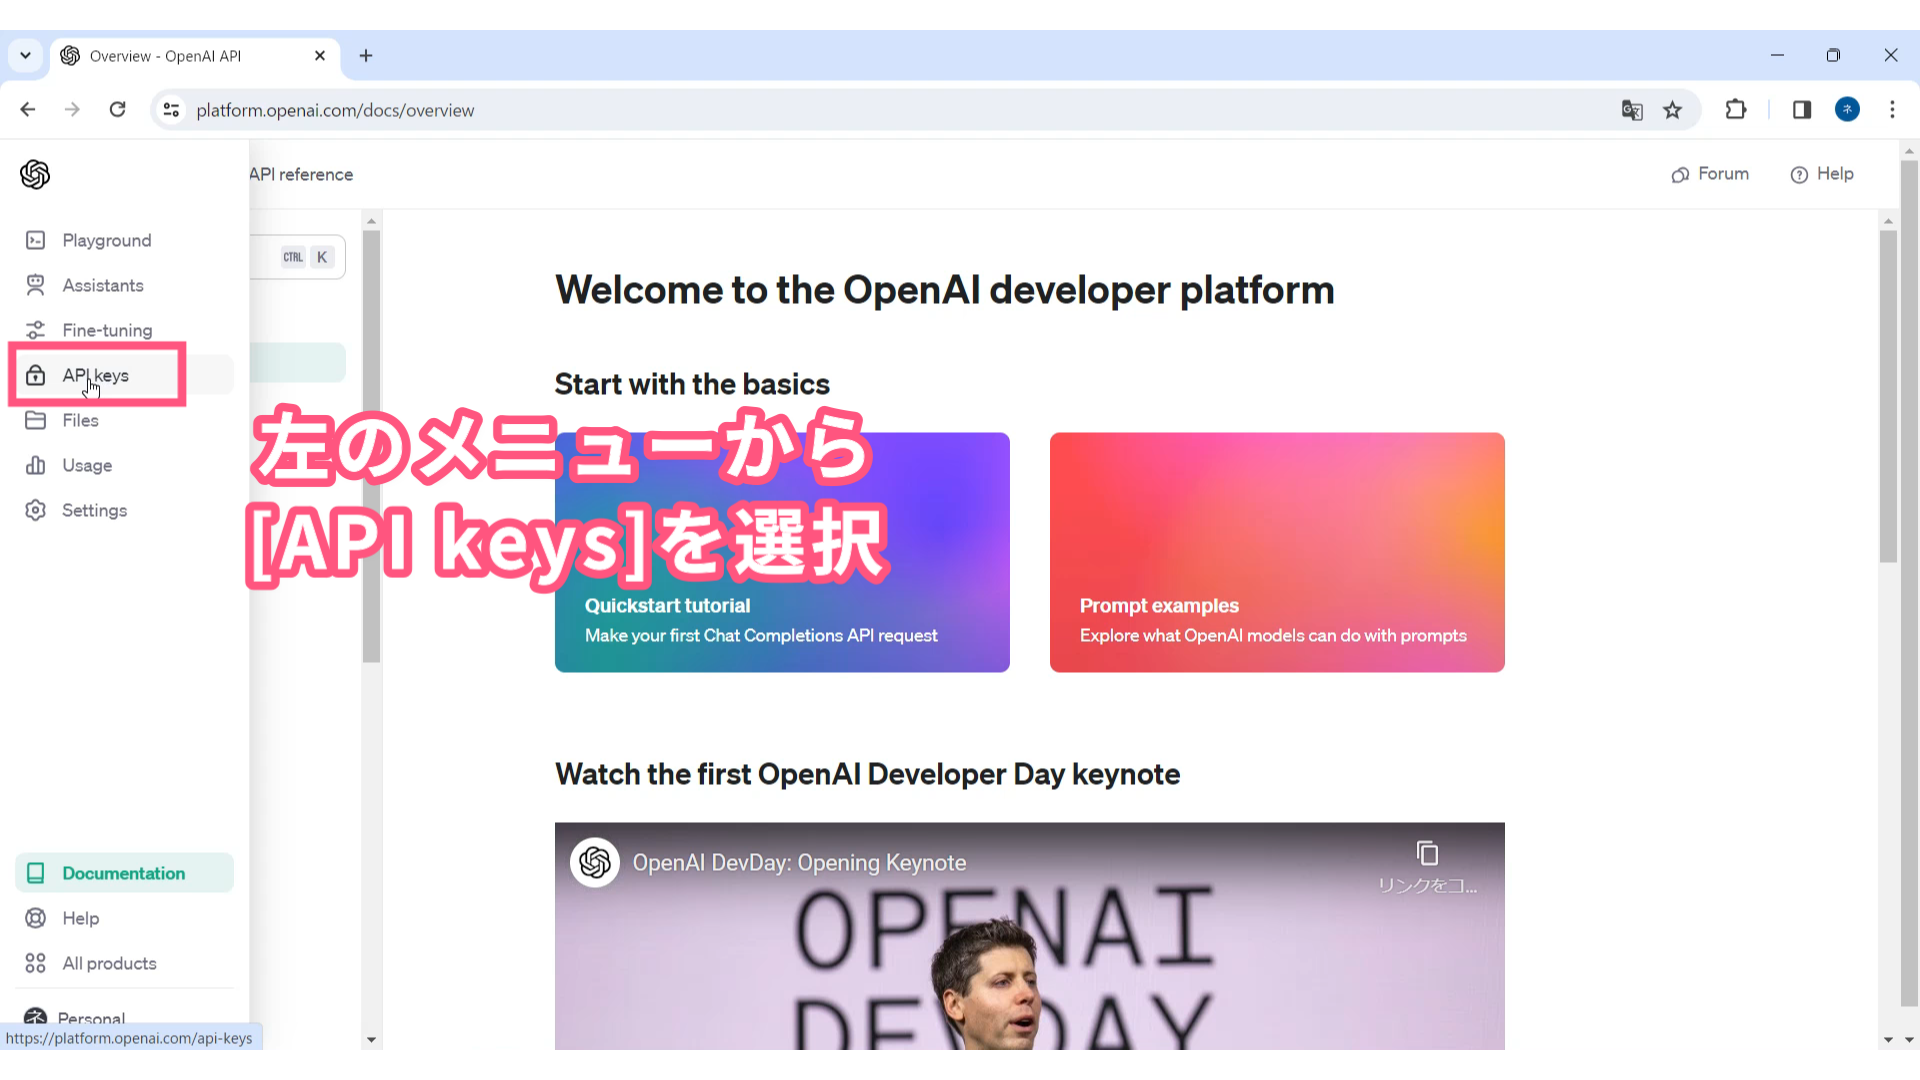 Overview - OpenAI API
platform.openai.com/docs/overview
ネ
API reference
Forum
Help
Playground
CTRL K
Assistants
Fine-tuning
API keys
Files
Usage
Settings
Welcome to the OpenAI developer platform
Start with the basics
左のメニューから
[API keys]を選択
Quickstart tutorial
Make your first Chat Completions API request
Prompt examples
Explore what OpenAI models can do with prompts
Watch the first OpenAI Developer Day keynote
OpenAI DevDay: Opening Keynote
リンクをコ...
OPENAI
DEVDAY
Documentation
Help
All products
ネ Personal
https://platform.openai.com/api-keys